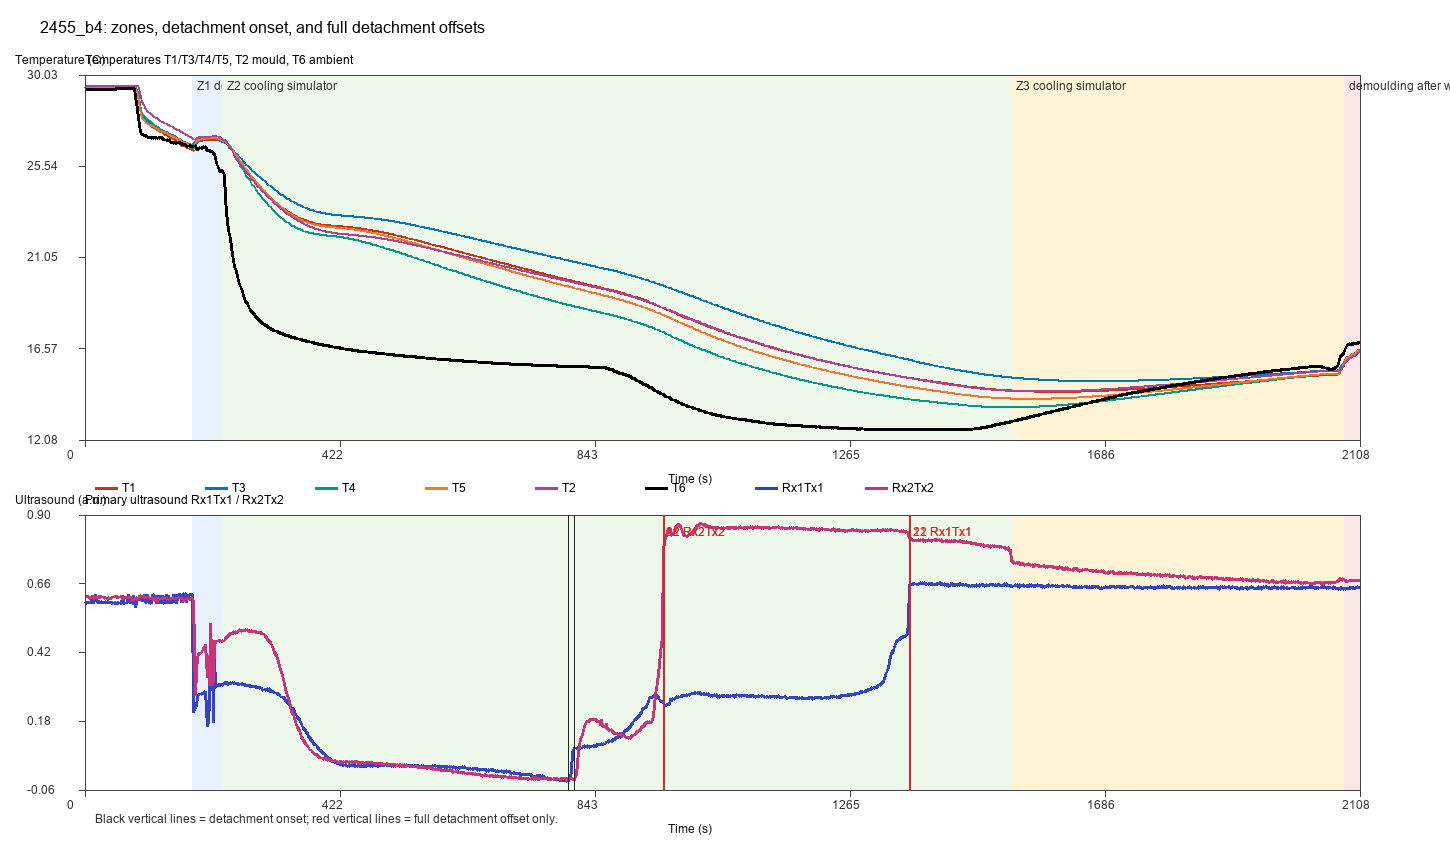 2455_b4: zones, detachment onset, and full detachment offsets
Temperature (C)
Temperatures T1/T3/T4/T5, T2 mould, T6 ambient
30.03
25.54
21.05
16.57
12.08
Z1 d
Z2 cooling simulator
Z3 cooling simulator
demoulding after w
0
422
843
1265
1686
2108
Time (s)
T1
T3
T4
T5
T2
T6
Rx1Tx1
Rx2Tx2
Ultrasound (a.u.)
Primary ultrasound Rx1Tx1 / Rx2Tx2
0.90
0.66
0.42
0.18
-0.06
Rx2Tx2
Rx1Tx1
0
422
843
1265
1686
2108
Black vertical lines = detachment onset; red vertical lines = full detachment offset only.
Time (s)